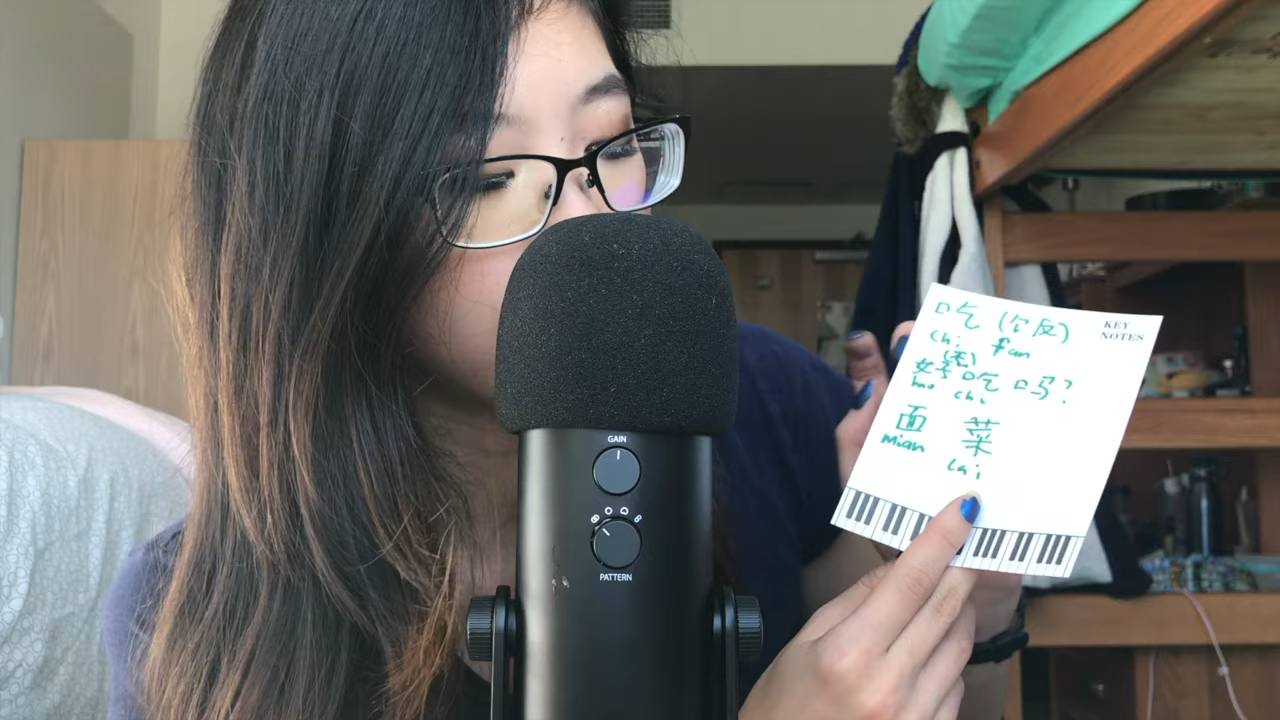 吃 (饭)
chi fan
好吃吗?
hao chi
面 菜
mian cai
KEY
NOTES
GAIN
PATTERN